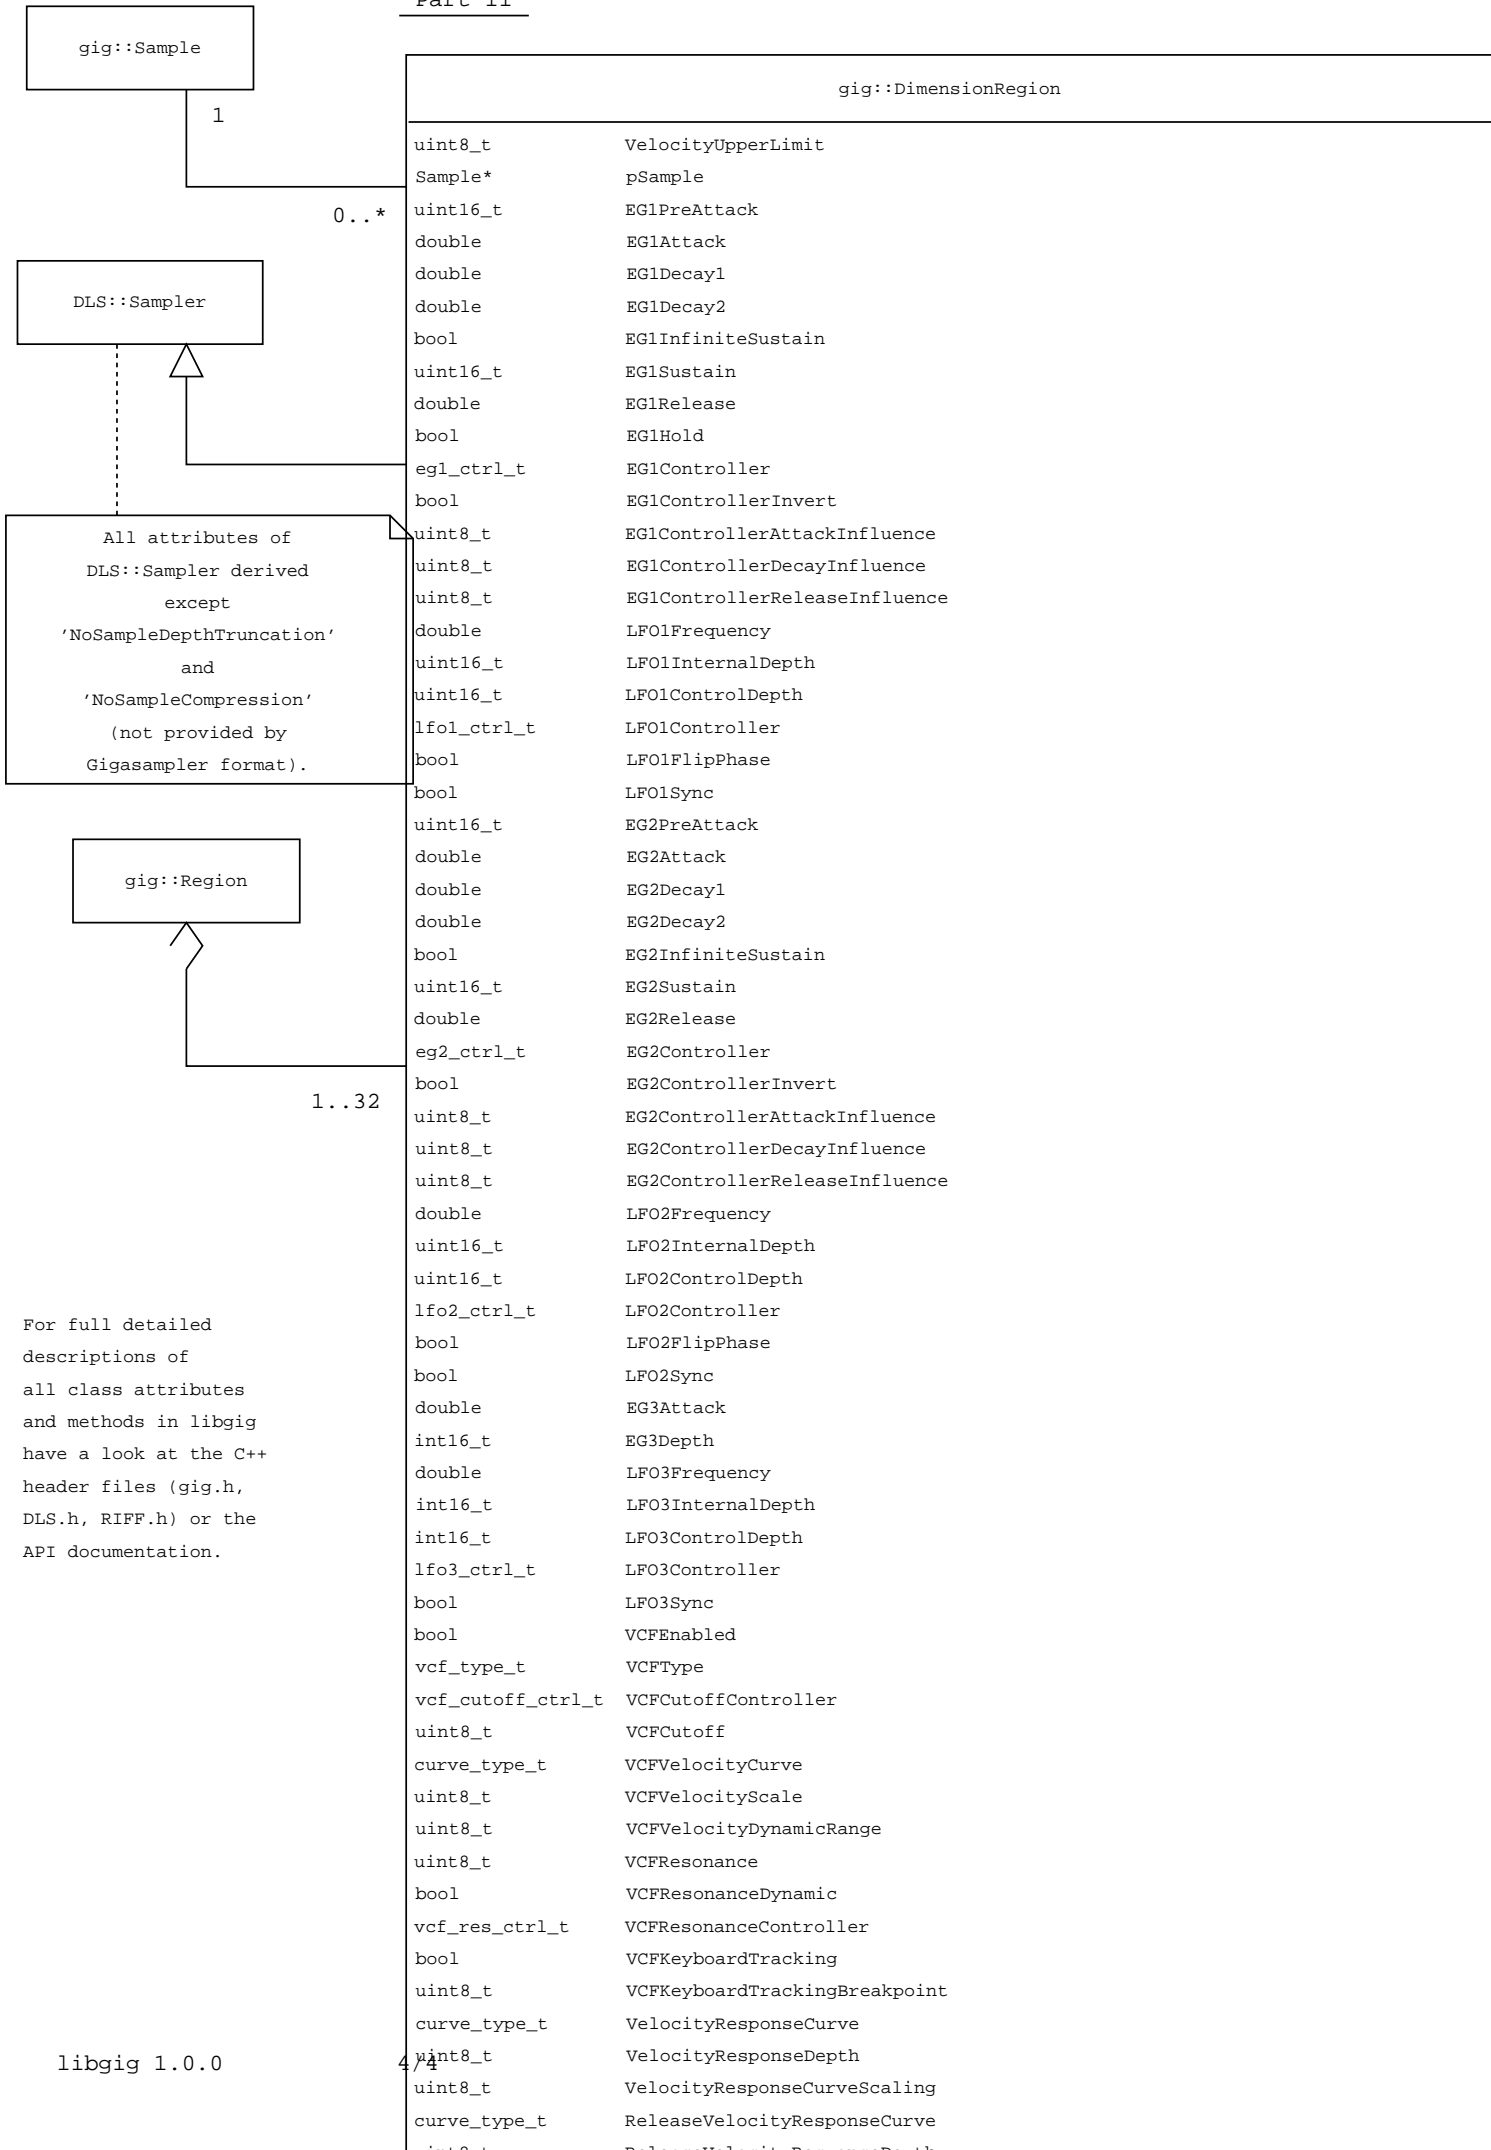 Part II
gig::Sample
1
0..*
DLS::Sampler
All attributes of
DLS::Sampler derived
except
'NoSampleDepthTruncation'
and
'NoSampleCompression'
(not provided by
Gigasampler format).
gig::Region
1..32
For full detailed
descriptions of
all class attributes
and methods in libgig
have a look at the C++
header files (gig.h,
DLS.h, RIFF.h) or the
API documentation.
gig::DimensionRegion
uint8_t VelocityUpperLimit
Sample* pSample
uint16_t EG1PreAttack
double EG1Attack
double EG1Decay1
double EG1Decay2
bool EG1InfiniteSustain
uint16_t EG1Sustain
double EG1Release
bool EG1Hold
eg1_ctrl_t EG1Controller
bool EG1ControllerInvert
uint8_t EG1ControllerAttackInfluence
uint8_t EG1ControllerDecayInfluence
uint8_t EG1ControllerReleaseInfluence
double LFO1Frequency
uint16_t LFO1InternalDepth
uint16_t LFO1ControlDepth
lfo1_ctrl_t LFO1Controller
bool LFO1FlipPhase
bool LFO1Sync
uint16_t EG2PreAttack
double EG2Attack
double EG2Decay1
double EG2Decay2
bool EG2InfiniteSustain
uint16_t EG2Sustain
double EG2Release
eg2_ctrl_t EG2Controller
bool EG2ControllerInvert
uint8_t EG2ControllerAttackInfluence
uint8_t EG2ControllerDecayInfluence
uint8_t EG2ControllerReleaseInfluence
double LFO2Frequency
uint16_t LFO2InternalDepth
uint16_t LFO2ControlDepth
lfo2_ctrl_t LFO2Controller
bool LFO2FlipPhase
bool LFO2Sync
double EG3Attack
int16_t EG3Depth
double LFO3Frequency
int16_t LFO3InternalDepth
int16_t LFO3ControlDepth
lfo3_ctrl_t LFO3Controller
bool LFO3Sync
bool VCFEnabled
vcf_type_t VCFType
vcf_cutoff_ctrl_t VCFCutoffController
uint8_t VCFCutoff
curve_type_t VCFVelocityCurve
uint8_t VCFVelocityScale
uint8_t VCFVelocityDynamicRange
uint8_t VCFResonance
bool VCFResonanceDynamic
vcf_res_ctrl_t VCFResonanceController
bool VCFKeyboardTracking
uint8_t VCFKeyboardTrackingBreakpoint
curve_type_t VelocityResponseCurve
uint8_t VelocityResponseDepth
uint8_t VelocityResponseCurveScaling
curve_type_t ReleaseVelocityResponseCurve
libgig 1.0.0
4/4